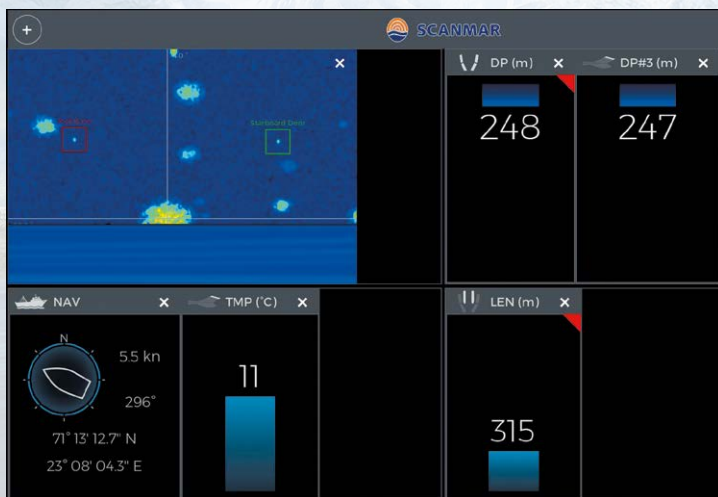 +
SCANMAR
×
Starboard Door
DP (m) ×
DP#3 (m) ×
248
247
NAV ×
TMP (°C) ×
LEN (m) ×
N
5.5 kn
296°
71° 13' 12.7" N
23° 08' 04.3" E
11
315